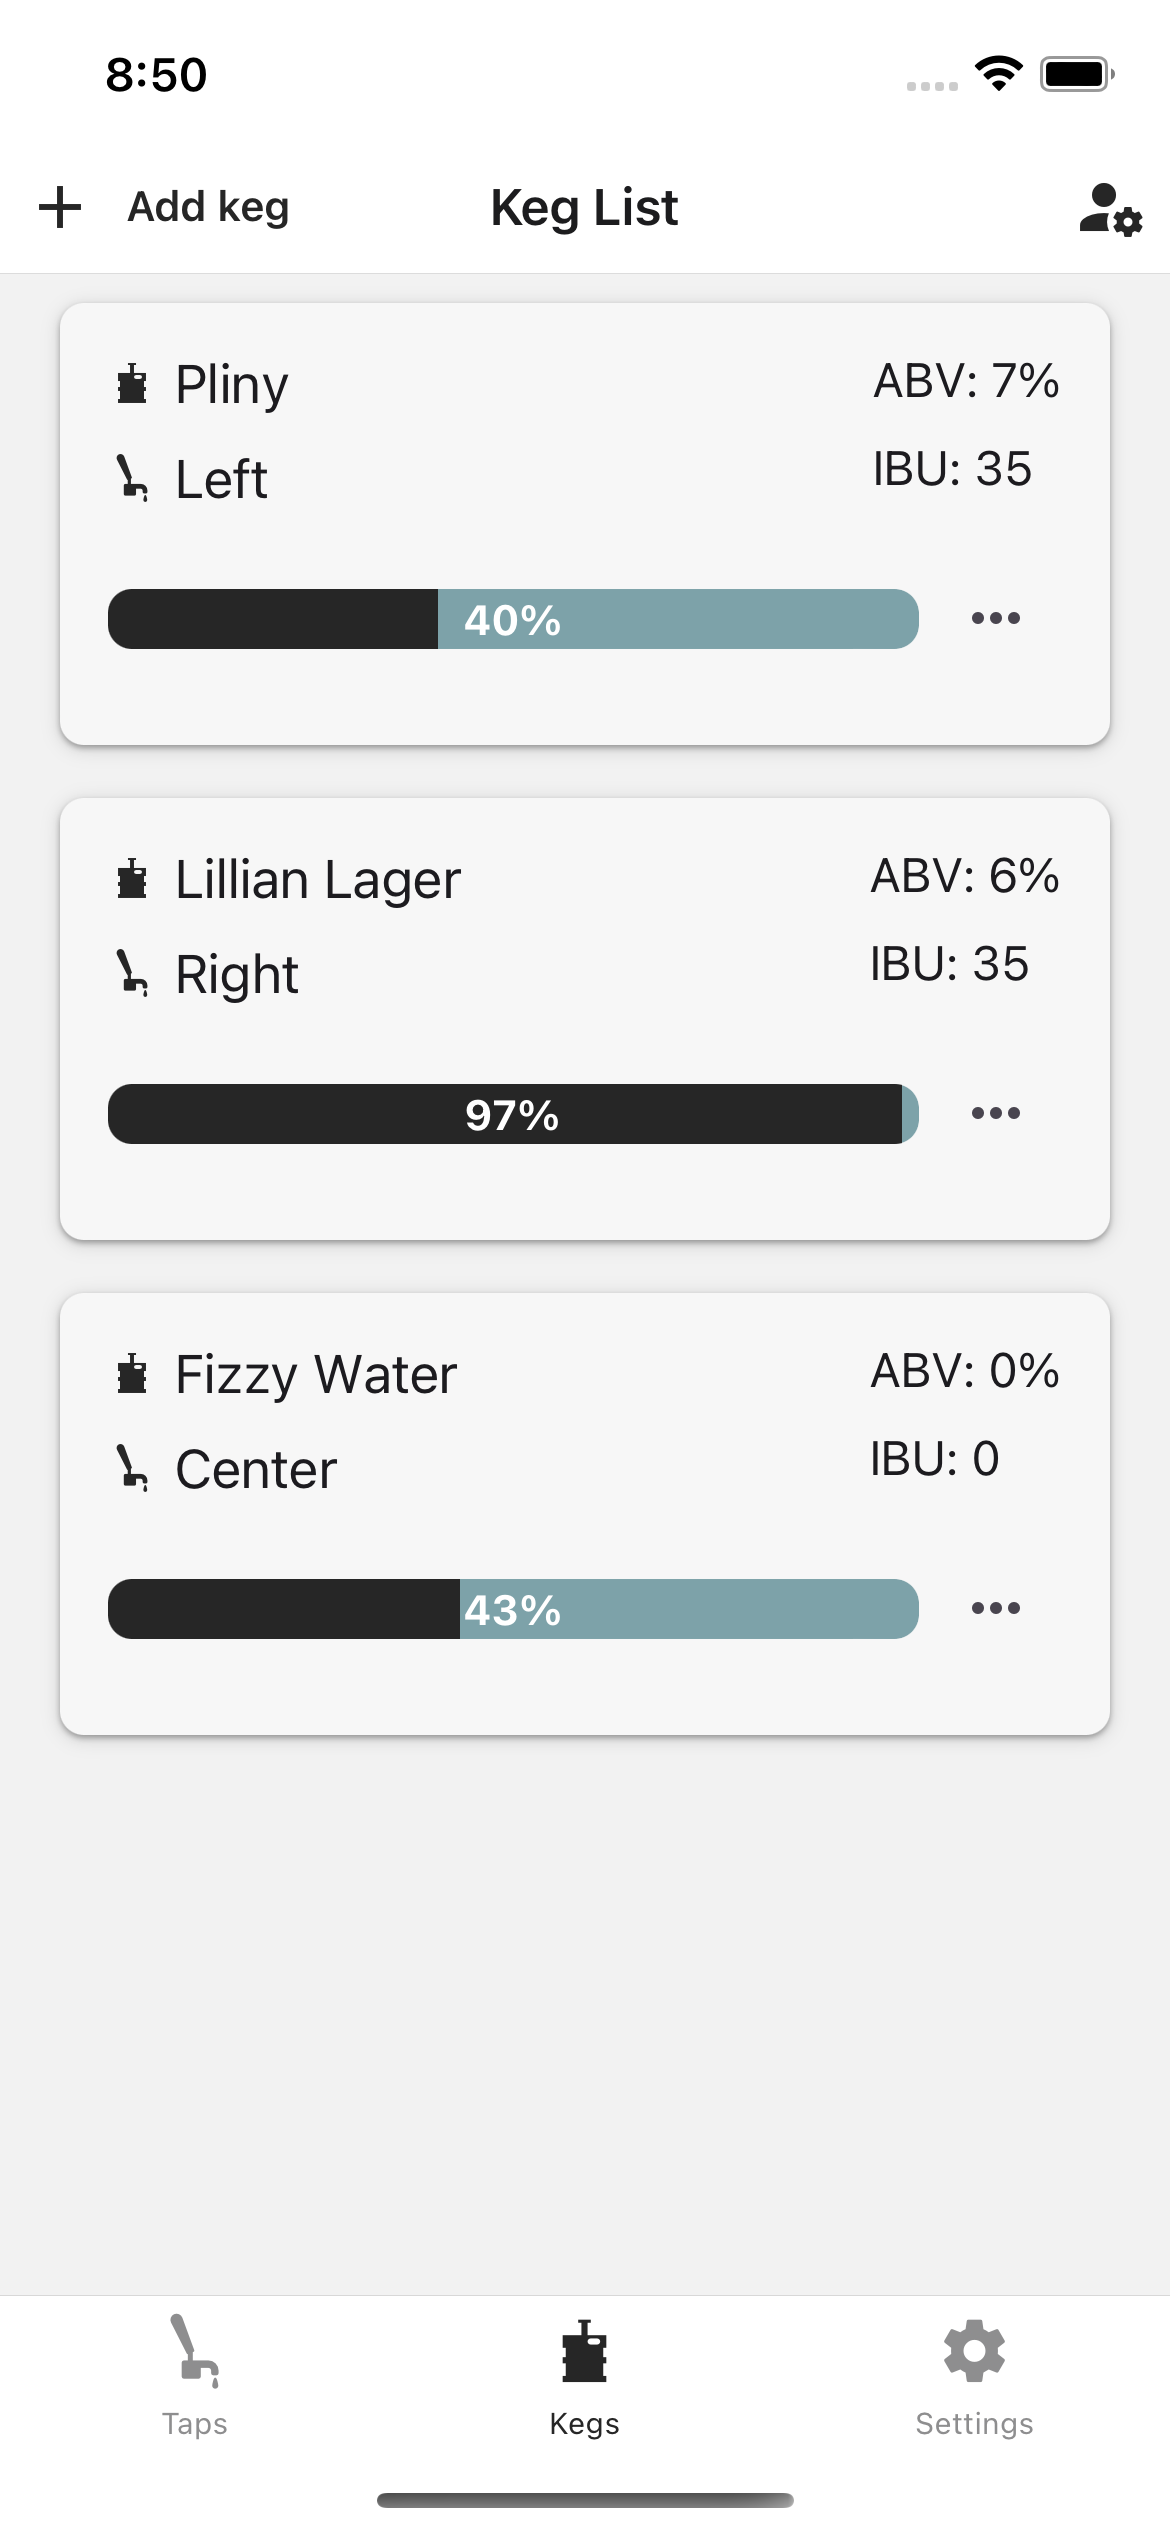 8:50
Add keg
Keg List
Pliny
ABV: 7%
Left
IBU: 35
40%
Lillian Lager
ABV: 6%
Right
IBU: 35
97%
Fizzy Water
ABV: 0%
Center
IBU: 0
43%
Taps
Kegs
Settings